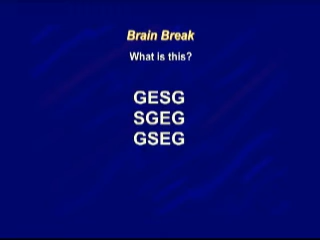 Brain Break
What is this?
GESG
SGEG
GSEG